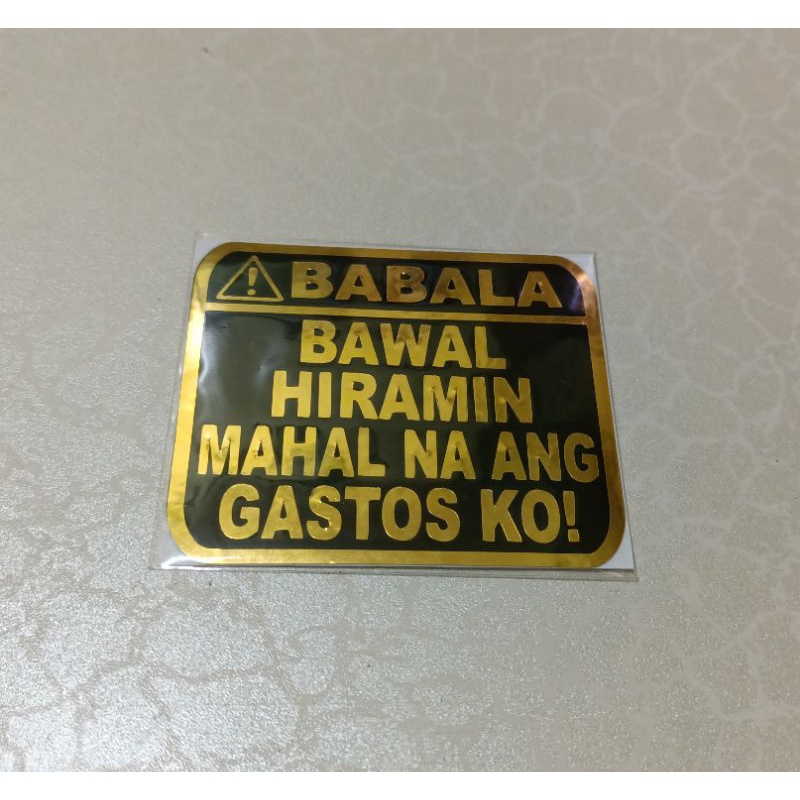 BABALA
BAWAL
HIRAMIN
MAHAL NA ANG
GASTOS KO!